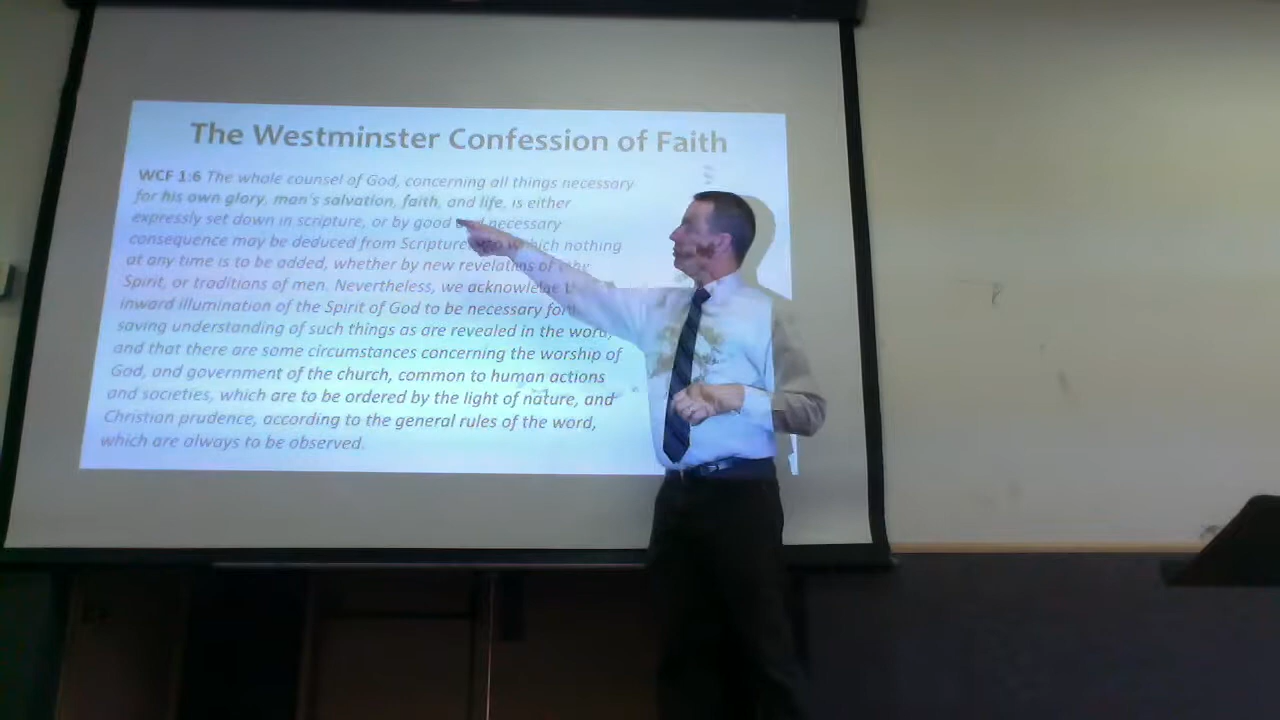 The Westminster Confession of Faith
WCF 1:6 The whole counsel of God, concerning all things necessary
for his own glory, man's salvation, faith, and life, is either
expressly set down in scripture, or by good and necessary
consequence may be deduced from Scripture: which nothing
at any time is to be added, whether by new revelations of
Spirit, or traditions of men. Nevertheless, we acknowledge
inward illumination of the Spirit of God to be necessary for
saving understanding of such things as are revealed in the word,
and that there are some circumstances concerning the worship of
God, and government of the church, common to human actions
and societies, which are to be ordered by the light of nature, and
Christian prudence, according to the general rules of the word,
which are always to be observed.